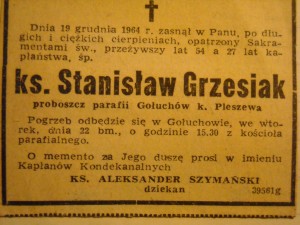 Dnia 19 grudnia 1964 r. zasnął w Panu, po dłu-
gich i ciężkich cierpieniach, opatrzony Sakra-
mentami św., przeżywszy lat 54 a 27 lat ka-
płaństwa, śp.
ks. Stanisław Grzesiak
proboszcz parafii Gołuchów k. Pleszewa
Pogrzeb odbędzie się w Gołuchowie, we wto-
rek, dnia 22 bm., o godzinie 15.30 z kościoła
parafialnego.
O memento za Jego duszę prosi w imieniu
Kapłanów Kondekanalnych
KS. ALEKSANDER SZYMAŃSKI
dziekan
39561g